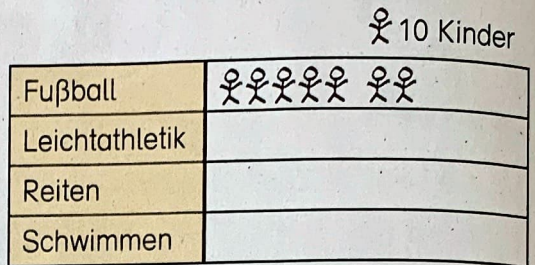 10 Kinder
Fußball
Leichtathletik
Reiten
Schwimmen